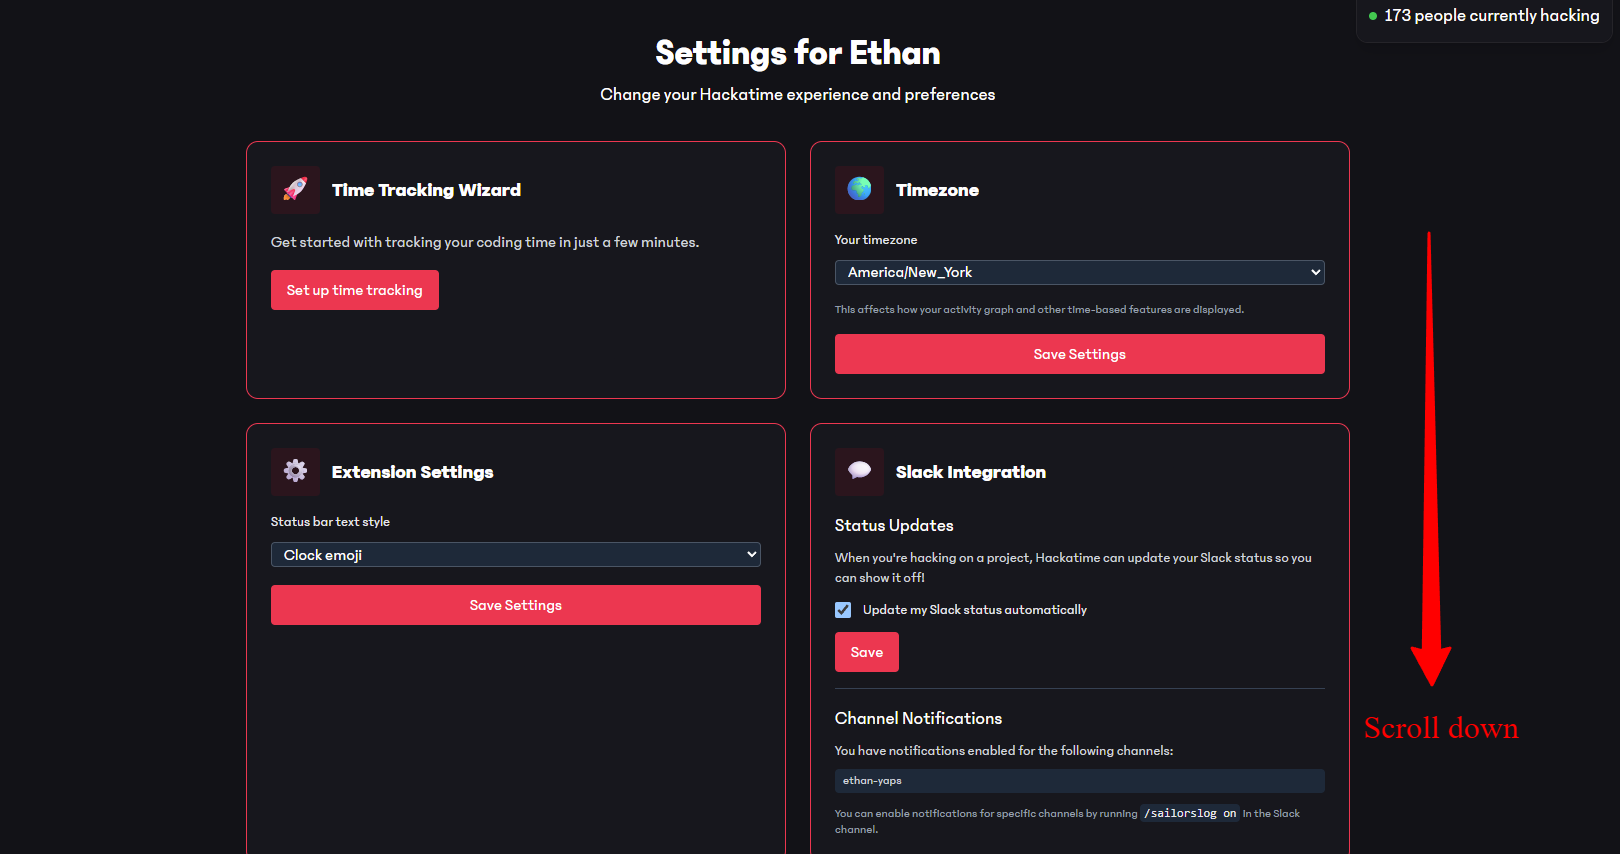 173 people currently hacking
Settings for Ethan
Change your Hackatime experience and preferences
Time Tracking Wizard
Get started with tracking your coding time in just a few minutes.
Set up time tracking
Timezone
Your timezone
America/New_York
This affects how your activity graph and other time-based features are displayed.
Save Settings
Extension Settings
Status bar text style
Clock emoji
Save Settings
Slack Integration
Status Updates
When you're hacking on a project, Hackatime can update your Slack status so you
can show it off!
Update my Slack status automatically
Save
Channel Notifications
You have notifications enabled for the following channels:
ethan-yaps
You can enable notifications for specific channels by running /sailorslog on in the Slack
channel.
Scroll down